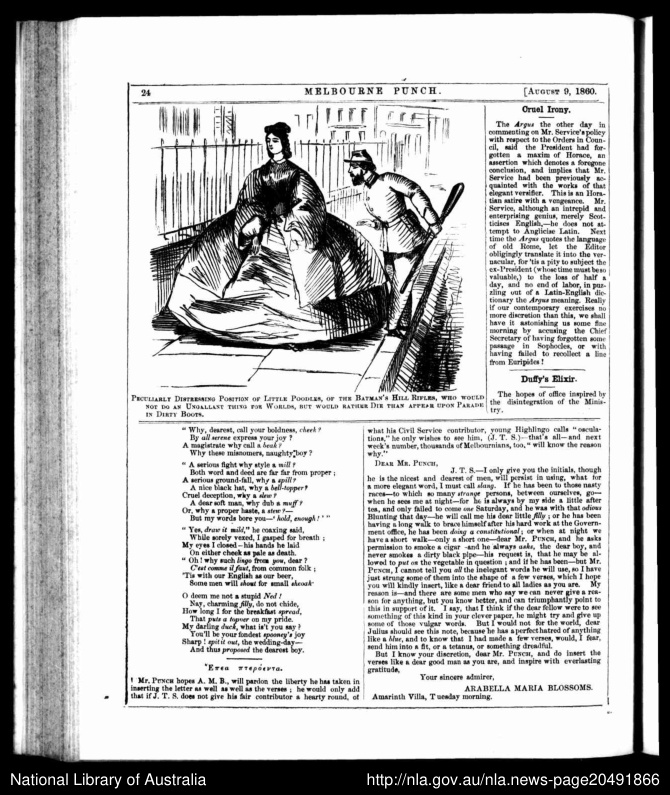 24
MELBOURNE PUNCH.
[AUGUST 9, 1860.
PECULIARLY DISTRESSING POSITION OF LITTLE POODLES, OF THE BATMAN'S HILL RIFLES, WHO WOULD
NOT DO AN UNGALLANT THING FOR WORLDS, BUT WOULD RATHER DIE THAN APPEAR UPON PARADE
IN DIRTY BOOTS.
Cruel Irony.
The Argus the other day in
commenting on Mr. Service's policy
with respect to the Orders in Coun-
cil, said the President had for-
gotten a maxim of Horace, an
assertion which denotes a foregone
conclusion, and implies that Mr.
Service had been previously ac-
quainted with the works of that
elegant versifier. This is an Hora-
tian satire with a vengeance. Mr.
Service, although an intrepid and
enterprising genius, merely Scot-
ticises English,—he does not at-
tempt to Anglicise Latin. Next
time the Argus quotes the language
of old Rome, let the Editor
obligingly translate it into the ver-
nacular, for 'tis a pity to subject the
ex-President (whose time must be so
valuable,) to the loss of half a
day, and no end of labor, in puz-
zling out of a Latin-English dic-
tionary the Argus meaning. Really
if our contemporary exercises no
more discretion than this, we shall
have it astonishing us some fine
morning by accusing the Chief
Secretary of having forgotten some
passage in Sophocles, or with
having failed to recollect a line
from Euripides!
Duffy's Elixir.
The hopes of office inspired by
the disintegration of the Minis-
try.
"Why, dearest, call your boldness, cheek?
By all serene express your joy?
A magistrate why call a beak?
Why these misnomers, naughty boy?
"A serious fight why style a mill?
Both word and deed are far from proper;
A serious ground-fall, why a spill?
A nice black hat, why a bell-topper?
Cruel deception, why a slew?
A dear soft man, why dub a muff?
Or, why a proper haste, a stew?—
But my words bore you—'hold, enough!'"
"Yes, draw it mild," he coaxing said,
While sorely vexed, I gasped for breath;
My eyes I closed—his hands he laid
On either cheek as pale as death.
"Oh! why such lingo from you, dear?
C'est comme il faut, from common folk;
'Tis with our English as our beer,
Some men will shout for small sheoak
O deem me not a stupid Ned!
Nay, charming filly, do not chide,
How long I for the breakfast spread,
That puts a topper on my pride.
My darling duck, what is't you say?
You'll be your fondest spooney's joy
Sharp! spit it out, the wedding-day—
And thus proposed the dearest boy.
Ἔπεα πτερόεντα.
! MR. PUNCH hopes A. M. B., will pardon the liberty he has taken in
inserting the letter as well as well as the verses; he would only add
that if J. T. S. does not give his fair contributor a hearty round, of
what his Civil Service contributor, young Highlingo calls "oscula-
tions," he only wishes to see him, (J. T. S.)—that's all—and next
week's number, thousands of Melbournians, too, "will know the reason
why."
DEAR MR. PUNCH,
J. T. S.—I only give you the initials, though
he is the nicest and dearest of men, will persist in using, what for
a more elegant word, I must call slang. If he has been to those nasty
races—to which so many strange persons, between ourselves, go—
when he sees me at night—for he is always by my side a little after
tea, and only failed to come one Saturday, and he was with that odious
Blunting that day—he will call me his dear little filly; or he has been
having a long walk to brace himself after his hard work at the Govern-
ment office, he has been doing a constitutional; or when at night we
have a short walk—only a short one—dear Mr. PUNCH, and he asks
permission to smoke a cigar—and he always asks, the dear boy, and
never smokes a dirty black pipe—his request is, that he may be al-
lowed to put on the vegetable in question; and if he has been—but Mr.
PUNCH, I cannot tell you all the inelegant words he will use, so I have
just strung some of them into the shape of a few verses, which I hope
you will kindly insert, like a dear friend to all ladies as you are. My
reason is—and there are some men who say we can never give a rea-
son for anything, but you know better, and can triumphantly point to
this in support of it. I say, that I think if the dear fellow were to see
something of this kind in your clever paper, he might try and give up
some of those vulgar words. But I would not for the world, dear
Julius should see this note, because he has a perfect hatred of anything
like a blue, and to know that I had made a few verses, would, I fear,
send him into a fit, or a tetanus, or something dreadful.
But I know your discretion, dear Mr. PUNCH, and do insert the
verses like a dear good man as you are, and inspire with everlasting
gratitude,
Your sincere admirer,
ARABELLA MARIA BLOSSOMS.
Amarinth Villa, Tuesday morning.
National Library of Australia
http://nla.gov.au/nla.news-page20491866